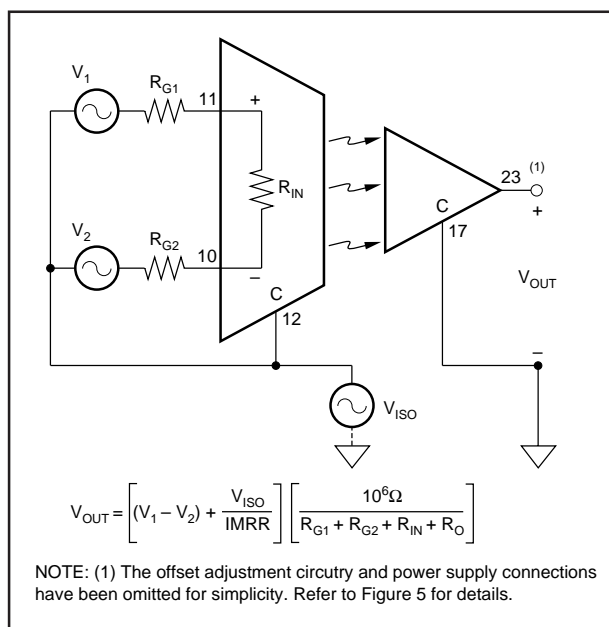 V1
RG1
11
+
RIN
V2
RG2
10
–
C
12
VISO
C
17
23
(1)
+
VOUT
–
VOUT = [(V1 – V2) + VISO/IMRR] [10^6Ω/(RG1 + RG2 + RIN + RO)]
NOTE: (1) The offset adjustment circutry and power supply connections
have been omitted for simplicity. Refer to Figure 5 for details.